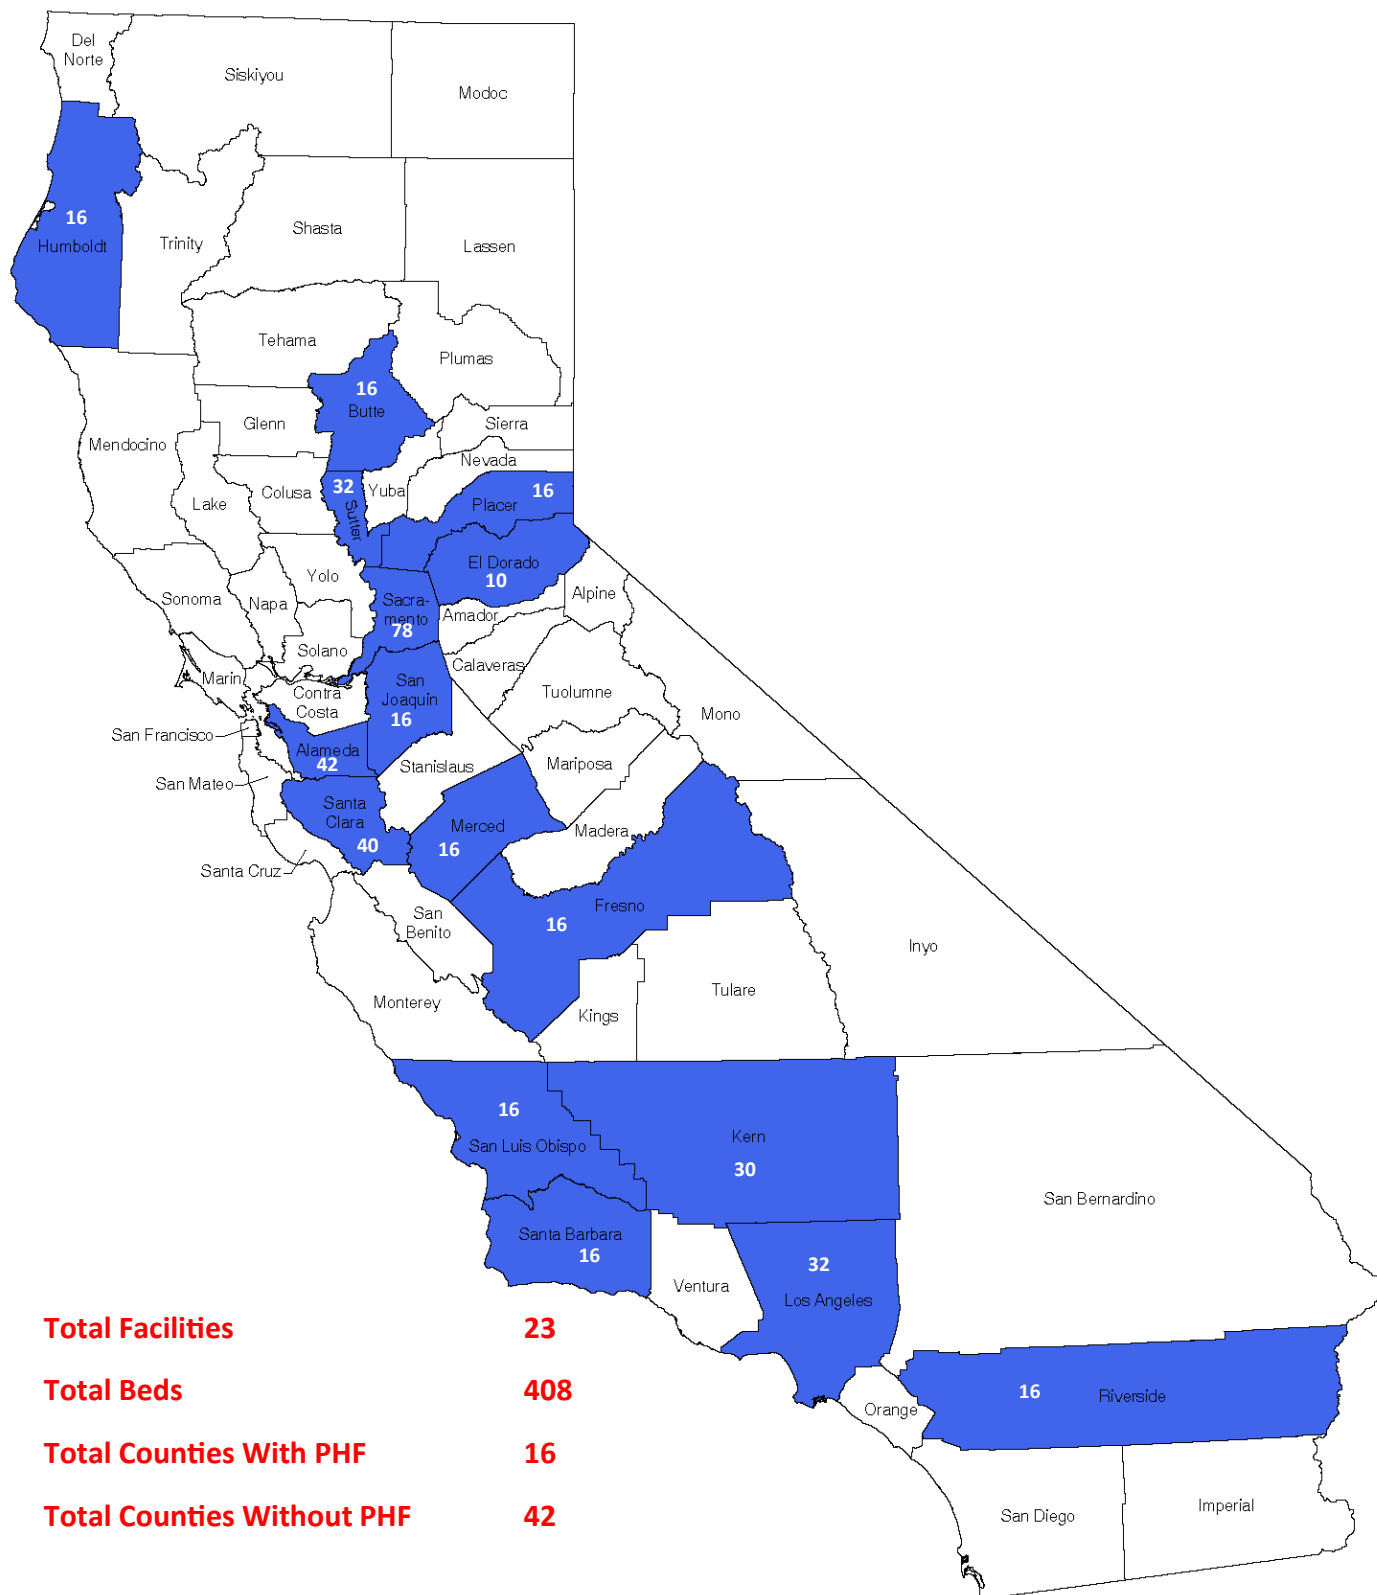 Del
Norte
Siskiyou
Modoc
16
Humboldt
Trinity
Shasta
Lassen
Tehama
Plumas
16
Butte
Glenn
Sierra
Mendocino
Nevada
Lake
Colusa
32
Sutter
Yuba
Placer
16
El Dorado
10
Yolo
Sonoma
Napa
Sacra-
mento
78
Amador
Alpine
Solano
Marin
Calaveras
Contra
Costa
San
Joaquin
16
Tuolumne
Mono
San Francisco
Alameda
42
Stanislaus
Mariposa
San Mateo
Santa
Clara
40
Merced
16
Madera
Santa Cruz
San
Benito
Fresno
16
Inyo
Monterey
Kings
Tulare
16
San Luis Obispo
Kern
30
San Bernardino
Santa Barbara
16
Ventura
32
Los Angeles
Total Facilities 23
Total Beds 408
16
Riverside
Orange
Total Counties With PHF 16
Total Counties Without PHF 42
San Diego
Imperial